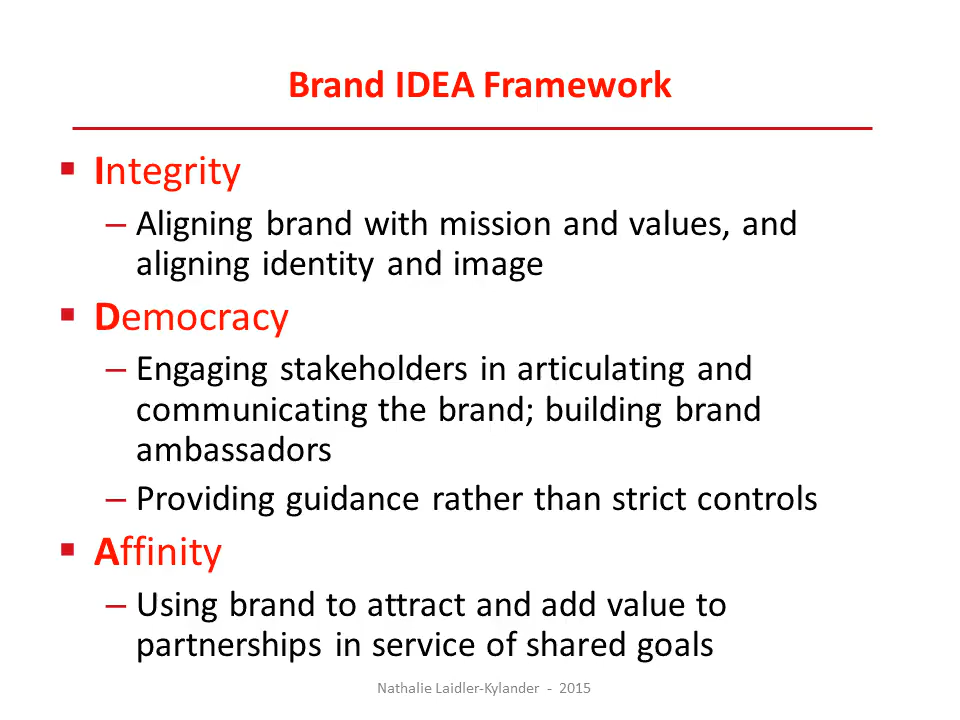 Brand IDEA Framework
▪ Integrity
– Aligning brand with mission and values, and
aligning identity and image
▪ Democracy
– Engaging stakeholders in articulating and
communicating the brand; building brand
ambassadors
– Providing guidance rather than strict controls
▪ Affinity
– Using brand to attract and add value to
partnerships in service of shared goals
Nathalie Laidler-Kylander - 2015